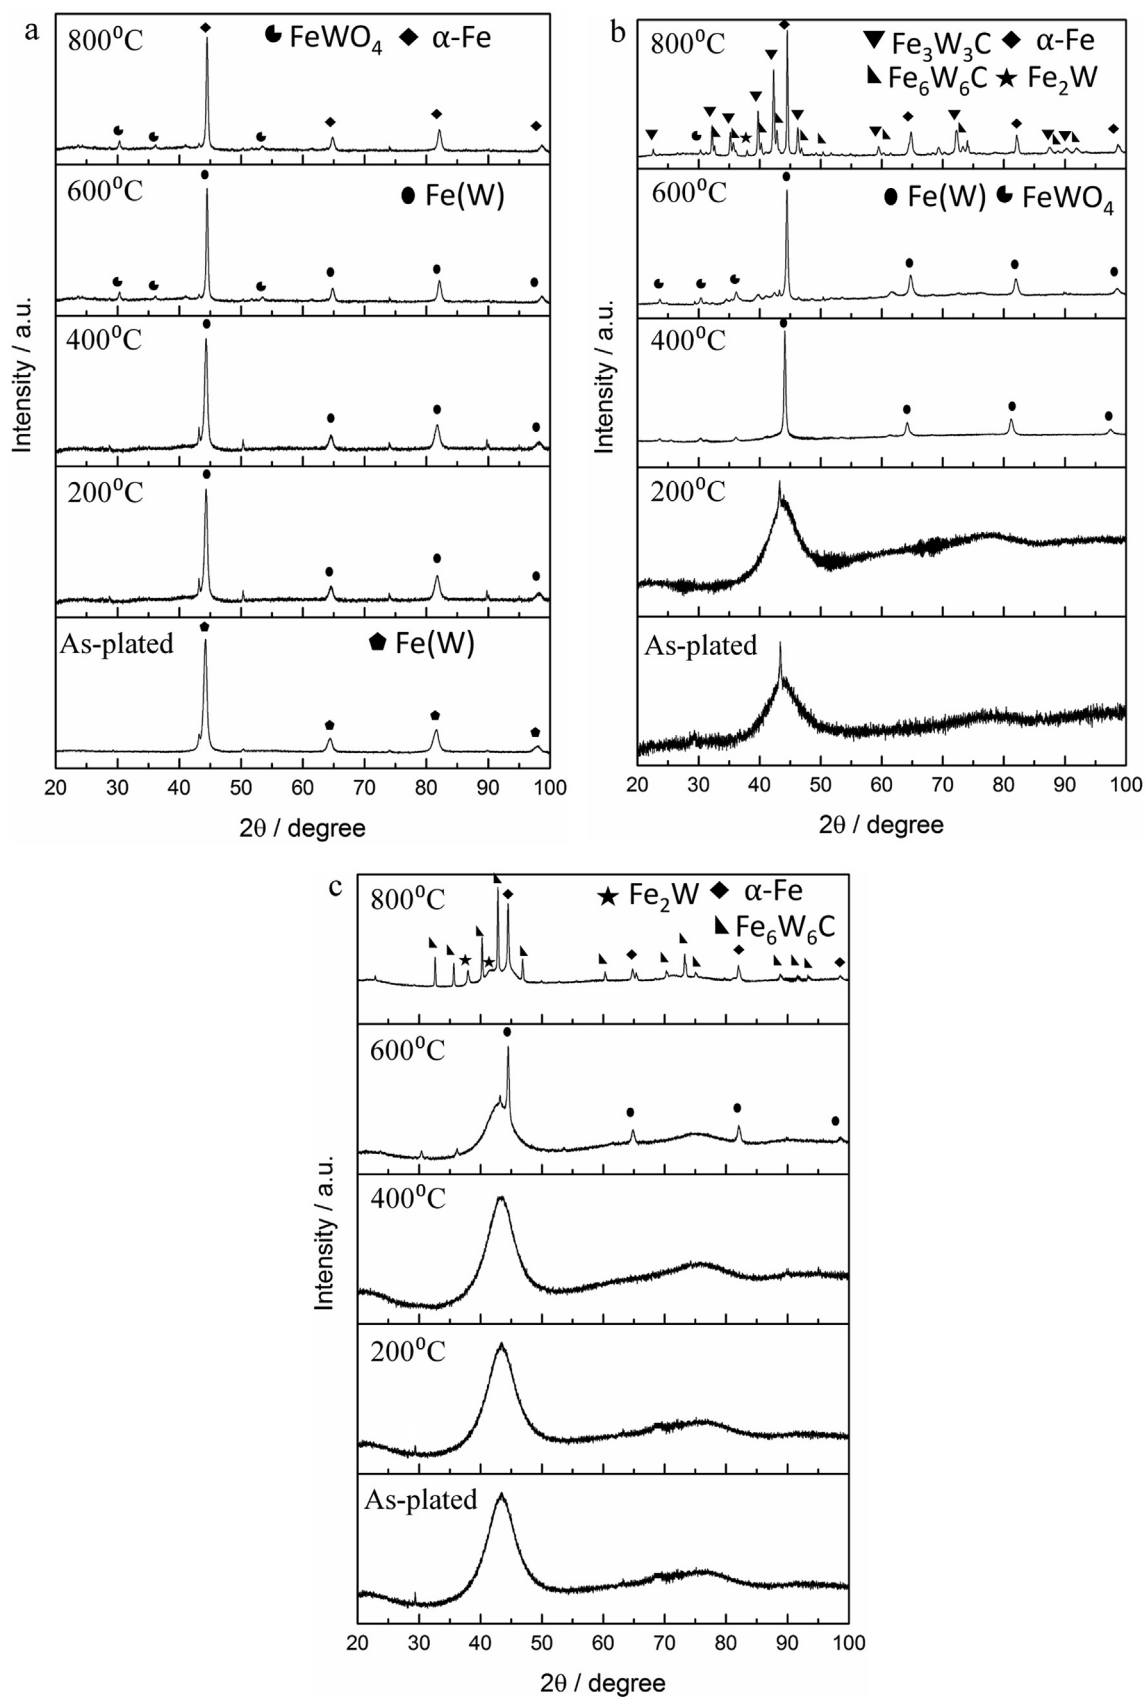 a
800⁰C
FeWO₄
α-Fe
600⁰C
Fe(W)
400⁰C
200⁰C
As-plated
Fe(W)
Intensity / a.u.
20 30 40 50 60 70 80 90 100
2θ / degree
b
800⁰C
Fe₃W₃C
α-Fe
Fe₆W₆C
Fe₂W
600⁰C
Fe(W)
FeWO₄
400⁰C
200⁰C
As-plated
Intensity / a.u.
20 30 40 50 60 70 80 90 100
2θ / degree
c
800⁰C
Fe₂W
α-Fe
Fe₆W₆C
600⁰C
400⁰C
200⁰C
As-plated
Intensity / a.u.
20 30 40 50 60 70 80 90 100
2θ / degree